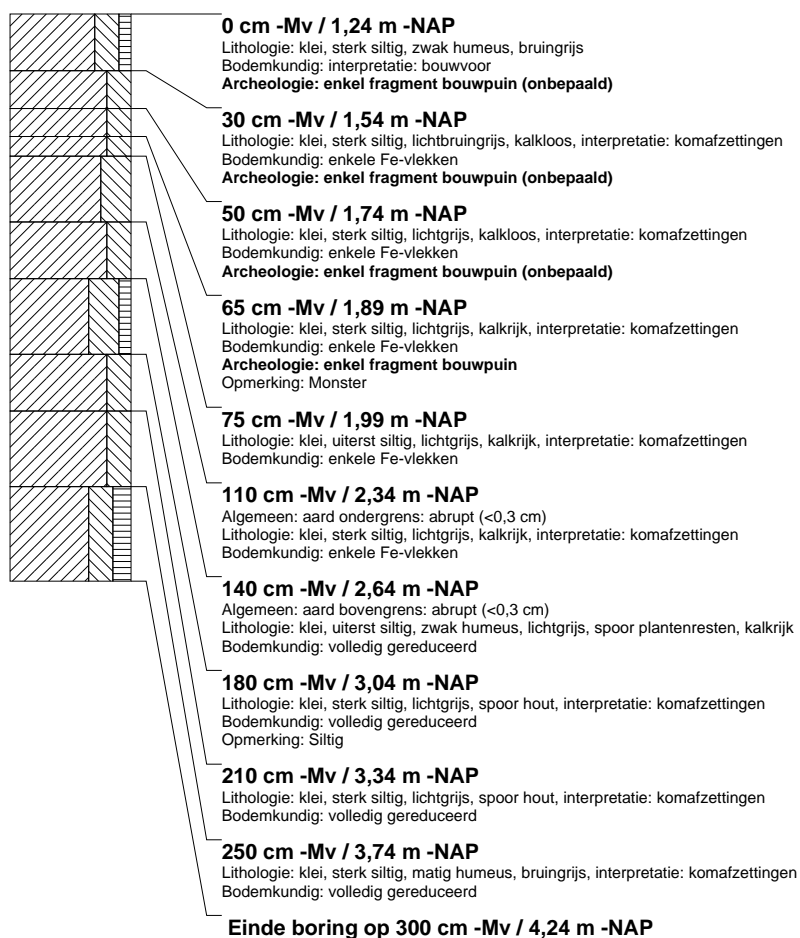 0 cm -Mv / 1,24 m -NAP
Lithologie: klei, sterk siltig, zwak humeus, bruingrijs
Bodemkundig: interpretatie: bouwvoor
Archeologie: enkel fragment bouwpuin (onbepaald)
30 cm -Mv / 1,54 m -NAP
Lithologie: klei, sterk siltig, lichtbruingrijs, kalkloos, interpretatie: komafzettingen
Bodemkundig: enkele Fe-vlekken
Archeologie: enkel fragment bouwpuin (onbepaald)
50 cm -Mv / 1,74 m -NAP
Lithologie: klei, sterk siltig, lichtgrijs, kalkloos, interpretatie: komafzettingen
Bodemkundig: enkele Fe-vlekken
Archeologie: enkel fragment bouwpuin (onbepaald)
65 cm -Mv / 1,89 m -NAP
Lithologie: klei, sterk siltig, lichtgrijs, kalkrijk, interpretatie: komafzettingen
Bodemkundig: enkele Fe-vlekken
Archeologie: enkel fragment bouwpuin
Opmerking: Monster
75 cm -Mv / 1,99 m -NAP
Lithologie: klei, uiterst siltig, lichtgrijs, kalkrijk, interpretatie: komafzettingen
Bodemkundig: enkele Fe-vlekken
110 cm -Mv / 2,34 m -NAP
Algemeen: aard ondergrens: abrupt (<0,3 cm)
Lithologie: klei, sterk siltig, lichtgrijs, kalkrijk, interpretatie: komafzettingen
Bodemkundig: enkele Fe-vlekken
140 cm -Mv / 2,64 m -NAP
Algemeen: aard bovengrens: abrupt (<0,3 cm)
Lithologie: klei, uiterst siltig, zwak humeus, lichtgrijs, spoor plantenresten, kalkrijk
Bodemkundig: volledig gereduceerd
180 cm -Mv / 3,04 m -NAP
Lithologie: klei, sterk siltig, lichtgrijs, spoor hout, interpretatie: komafzettingen
Bodemkundig: volledig gereduceerd
Opmerking: Siltig
210 cm -Mv / 3,34 m -NAP
Lithologie: klei, sterk siltig, lichtgrijs, spoor hout, interpretatie: komafzettingen
Bodemkundig: volledig gereduceerd
250 cm -Mv / 3,74 m -NAP
Lithologie: klei, sterk siltig, matig humeus, bruingrijs, interpretatie: komafzettingen
Bodemkundig: volledig gereduceerd
Einde boring op 300 cm -Mv / 4,24 m -NAP